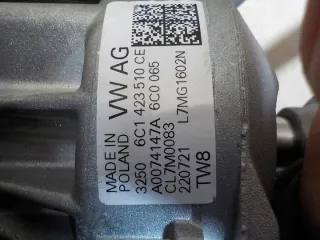 VW AG
MADE IN
POLAND
3250 6C1 423 510 CE
A0074147A 6C0 065
CL7M0083
220721 L7MG1602N
TW8